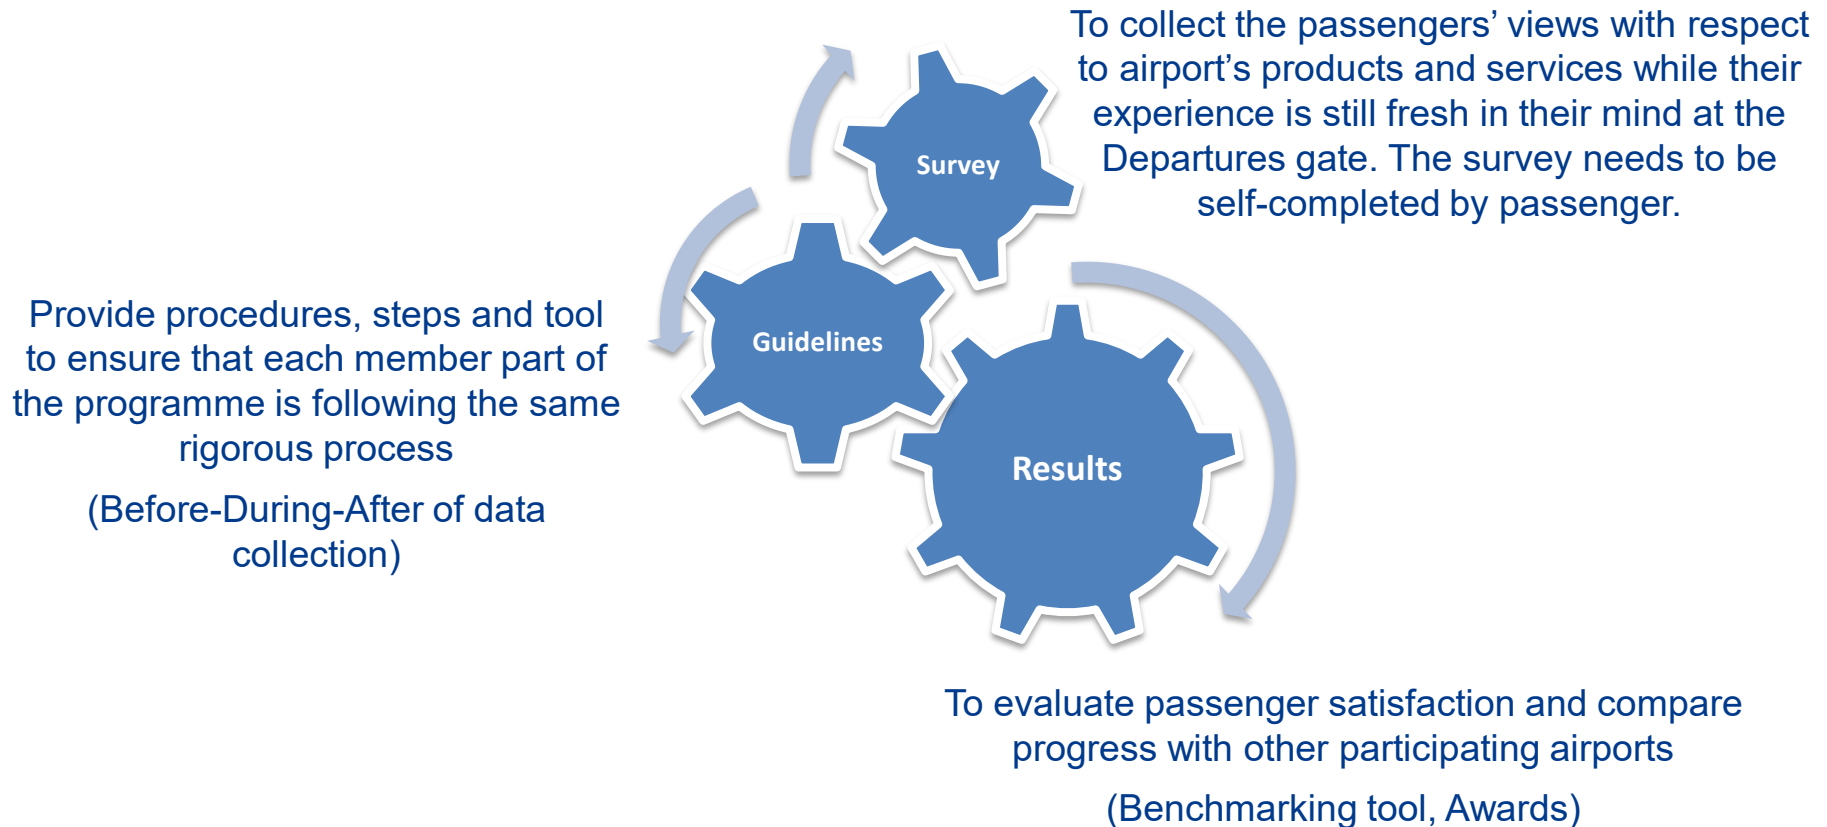 To collect the passengers’ views with respect
to airport’s products and services while their
experience is still fresh in their mind at the
Departures gate. The survey needs to be
self-completed by passenger.
Survey
Provide procedures, steps and tool
to ensure that each member part of
the programme is following the same
rigorous process
(Before-During-After of data
collection)
Guidelines
Results
To evaluate passenger satisfaction and compare
progress with other participating airports
(Benchmarking tool, Awards)